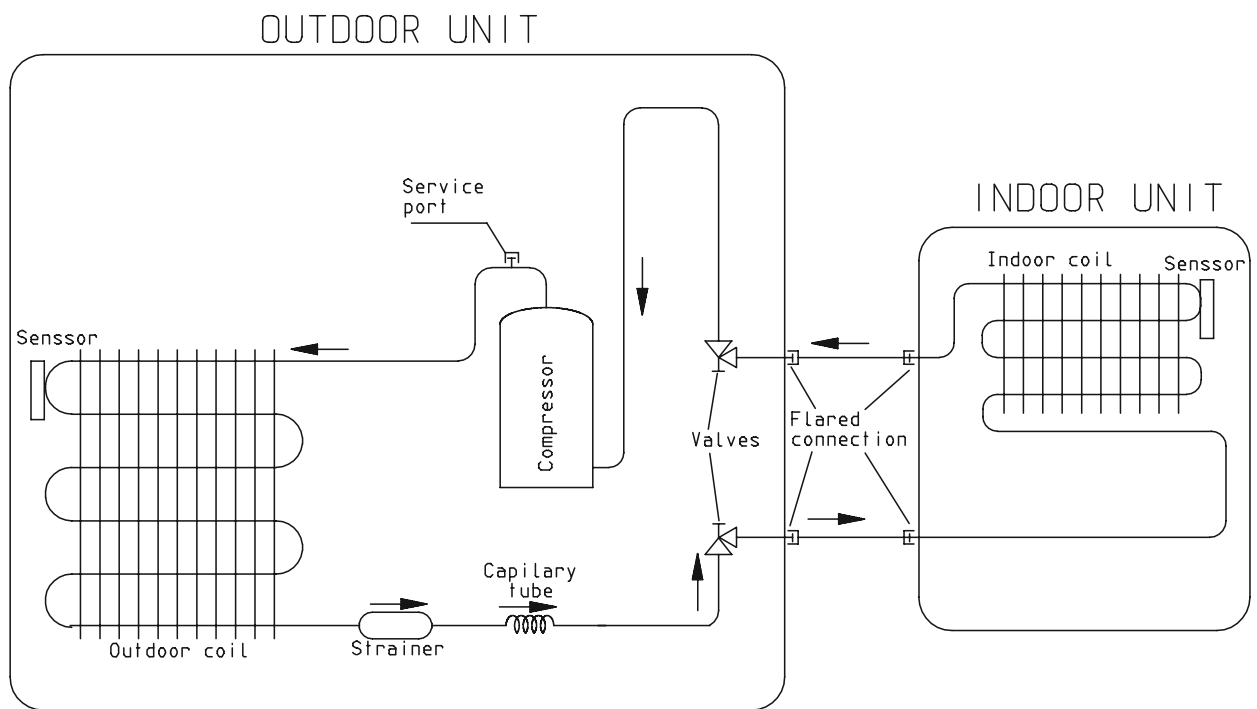 OUTDOOR UNIT
Service
port
INDOOR UNIT
Indoor coil
Senssor
Senssor
Compressor
Valves
Flared
connection
Capilary
tube
Strainer
Outdoor coil